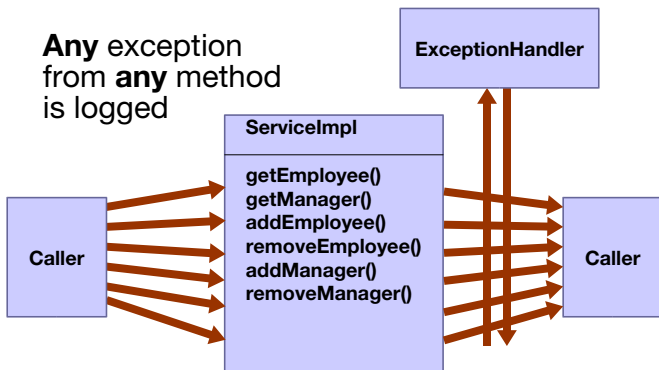 Any exception
from any method
is logged
ExceptionHandler
ServiceImpl
getEmployee()
getManager()
addEmployee()
removeEmployee()
addManager()
removeManager()
Caller
Caller